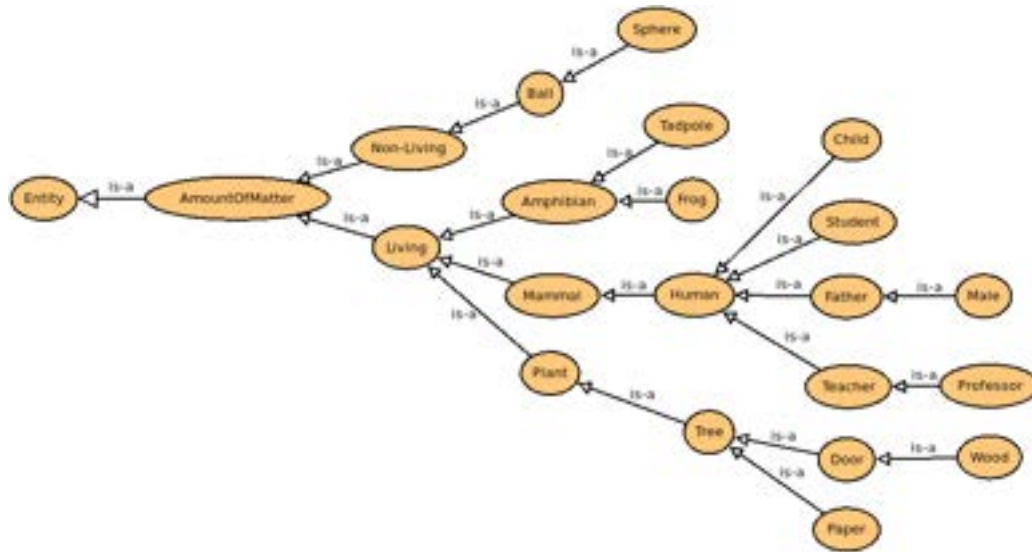 Sphere
is-a
Ball
is-a
Non-Living
is-a
Tadpole
is-a
Child
Entity
is-a
AmountOfMatter
Amphibian
is-a
Frog
is-a
is-a
Student
is-a
is-a
Living
is-a
Mammal
is-a
Human
is-a
Father
is-a
Male
is-a
is-a
Plant
Teacher
is-a
Professor
is-a
Tree
is-a
Door
is-a
Wood
is-a
Paper